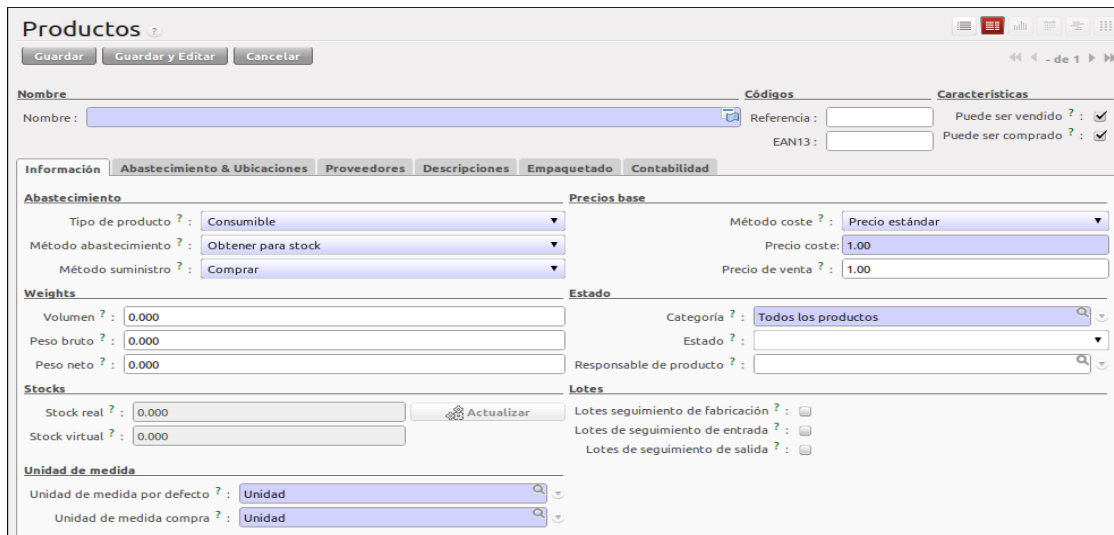 Productos ?
Guardar Guardar y Editar Cancelar
- de 1
Nombre Códigos Características
Nombre : Referencia : Puede ser vendido ? :
EAN13 : Puede ser comprado ? :
Información Abastecimiento & Ubicaciones Proveedores Descripciones Empaquetado Contabilidad
Abastecimiento Precios base
Tipo de producto ? : Consumible Método coste ? : Precio estándar
Método abastecimiento ? : Obtener para stock Precio coste: 1.00
Método suministro ? : Comprar Precio de venta ? : 1.00
Weights Estado
Volumen ? : 0.000 Categoría ? : Todos los productos
Peso bruto ? : 0.000 Estado ? :
Peso neto ? : 0.000 Responsable de producto ? :
Stocks Lotes
Stock real ? : 0.000 Actualizar Lotes seguimiento de fabricación ? :
Stock virtual ? : 0.000 Lotes de seguimiento de entrada ? :
Lotes de seguimiento de salida ? :
Unidad de medida
Unidad de medida por defecto ? : Unidad
Unidad de medida compra ? : Unidad